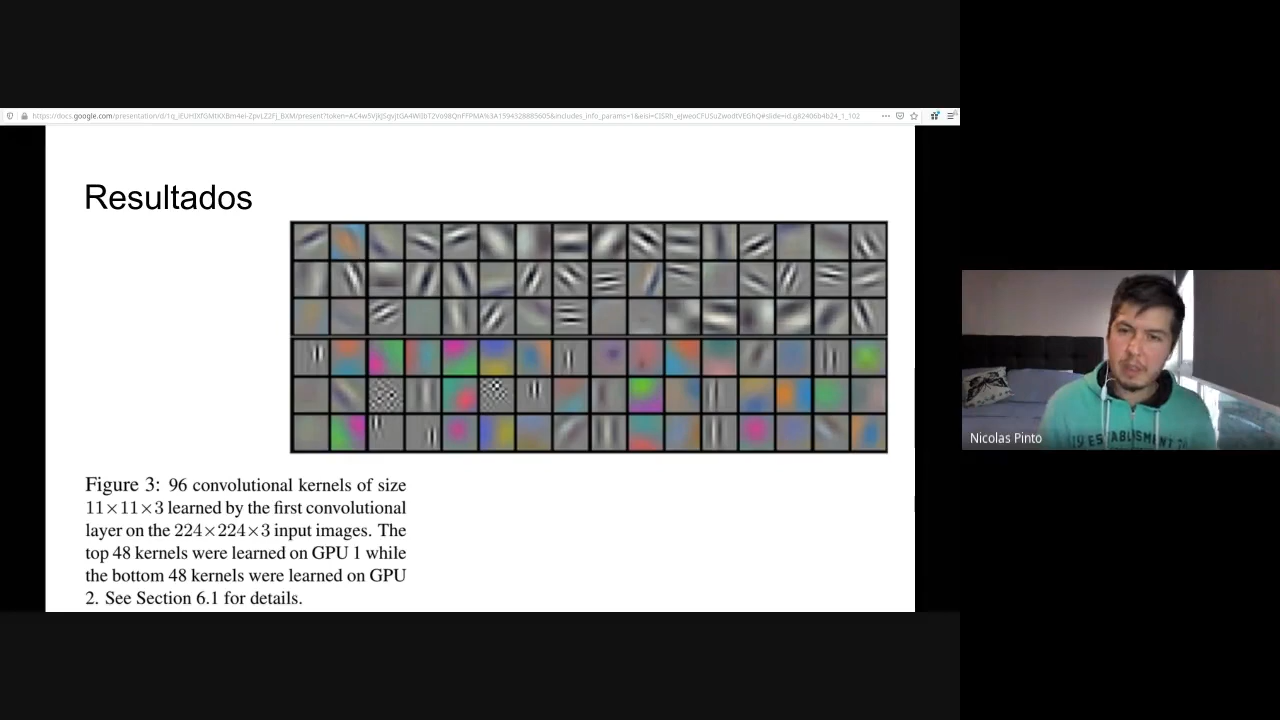 Resultados
Figure 3: 96 convolutional kernels of size
11×11×3 learned by the first convolutional
layer on the 224×224×3 input images. The
top 48 kernels were learned on GPU 1 while
the bottom 48 kernels were learned on GPU
2. See Section 6.1 for details.
Nicolas Pinto
ESTABLISMENT